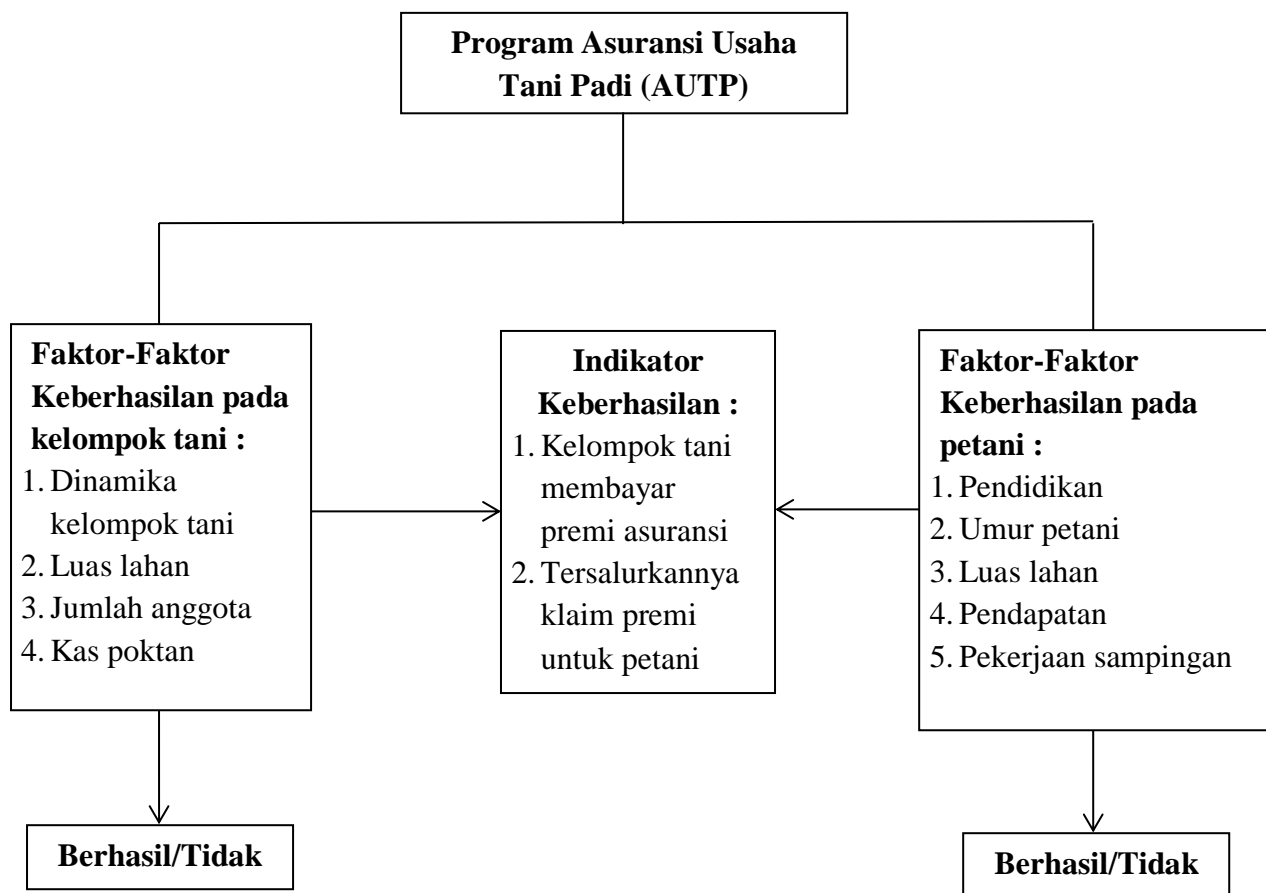 Program Asuransi Usaha
Tani Padi (AUTP)
Faktor-Faktor
Keberhasilan pada
kelompok tani :
1. Dinamika
kelompok tani
2. Luas lahan
3. Jumlah anggota
4. Kas poktan
Indikator
Keberhasilan :
1. Kelompok tani
membayar
premi asuransi
2. Tersalurkannya
klaim premi
untuk petani
Faktor-Faktor
Keberhasilan pada
petani :
1. Pendidikan
2. Umur petani
3. Luas lahan
4. Pendapatan
5. Pekerjaan sampingan
Berhasil/Tidak
Berhasil/Tidak